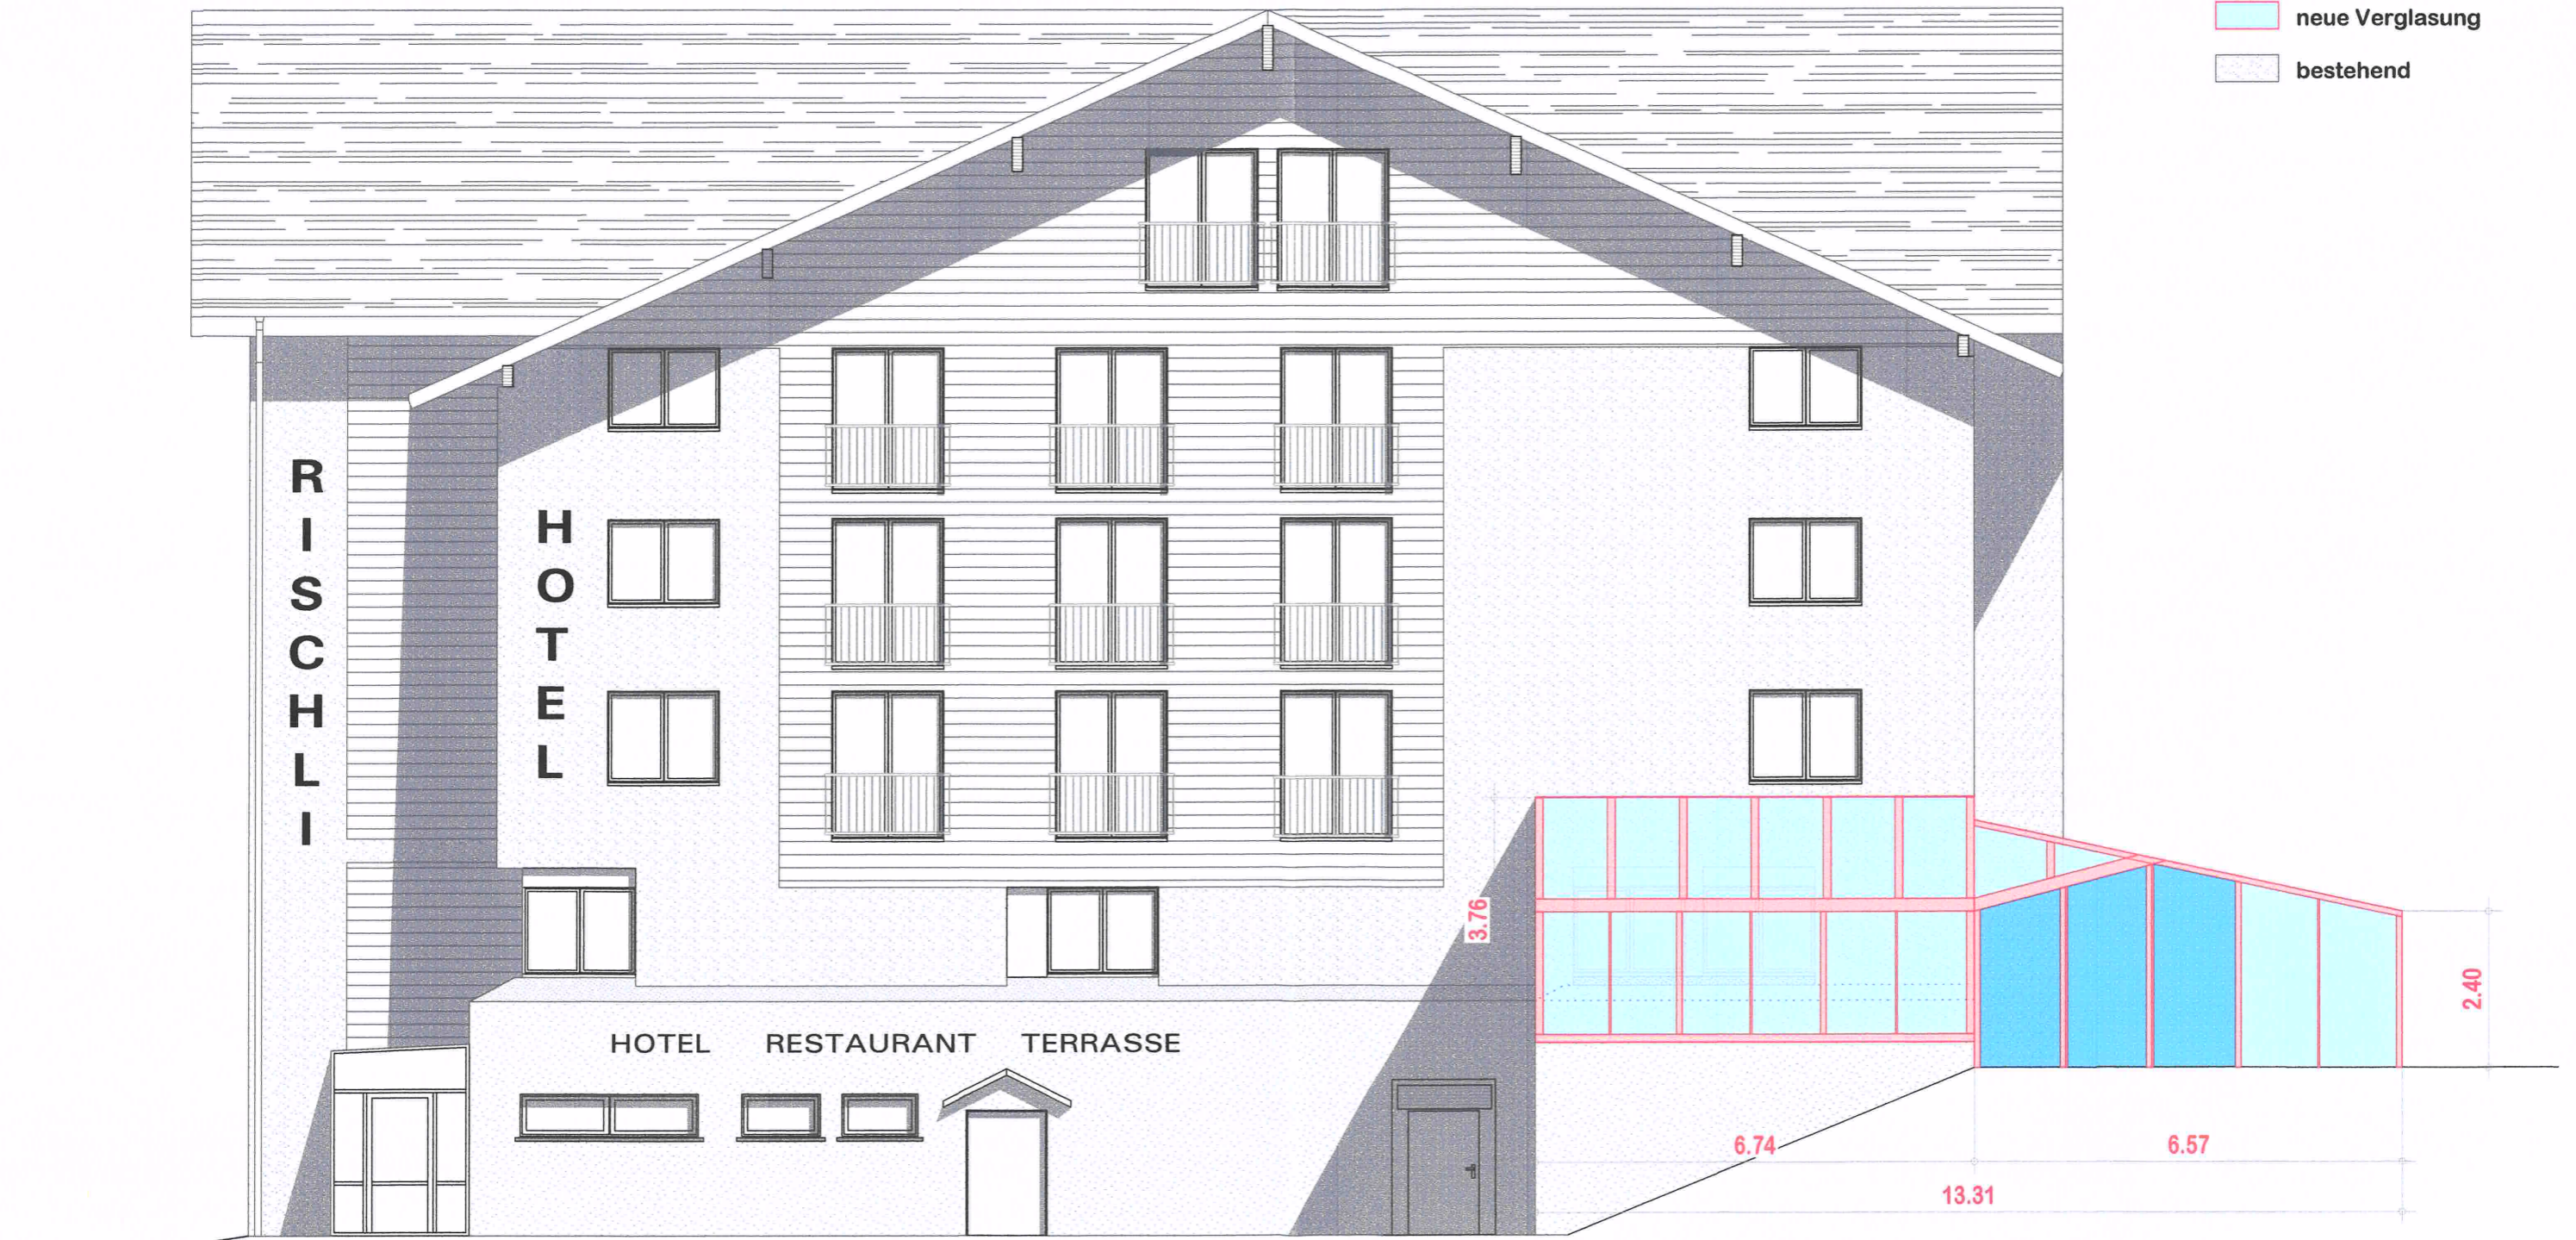 neue Verglasung
bestehend
RISCHLI
HOTEL
HOTEL RESTAURANT TERRASSE
3.76
2.40
6.74
6.57
13.31